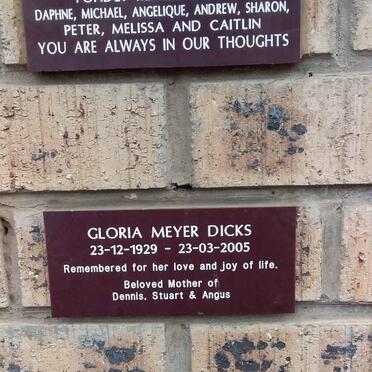 DAPHNE, MICHAEL, ANGELIQUE, ANDREW, SHARON,
PETER, MELISSA AND CAITLIN
YOU ARE ALWAYS IN OUR THOUGHTS
GLORIA MEYER DICKS
23-12-1929 - 23-03-2005
Remembered for her love and joy of life.
Beloved Mother of
Dennis, Stuart & Angus